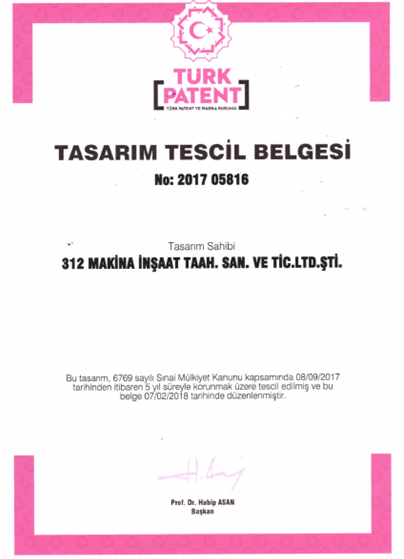 TÜRK
PATENT
TÜRK PATENT VE MARKA KURUMU
TASARIM TESCİL BELGESİ
No: 2017 05816
Tasarım Sahibi
312 MAKİNA İNŞAAT TAAH. SAN. VE TİC.LTD.ŞTİ.
Bu tasarım, 6769 sayılı Sınai Mülkiyet Kanunu kapsamında 08/09/2017
tarihinden itibaren 5 yıl süreyle korunmak üzere tescil edilmiş ve bu
belge 07/02/2018 tarihinde düzenlenmiştir.
Prof. Dr. Habip ASAN
Başkan